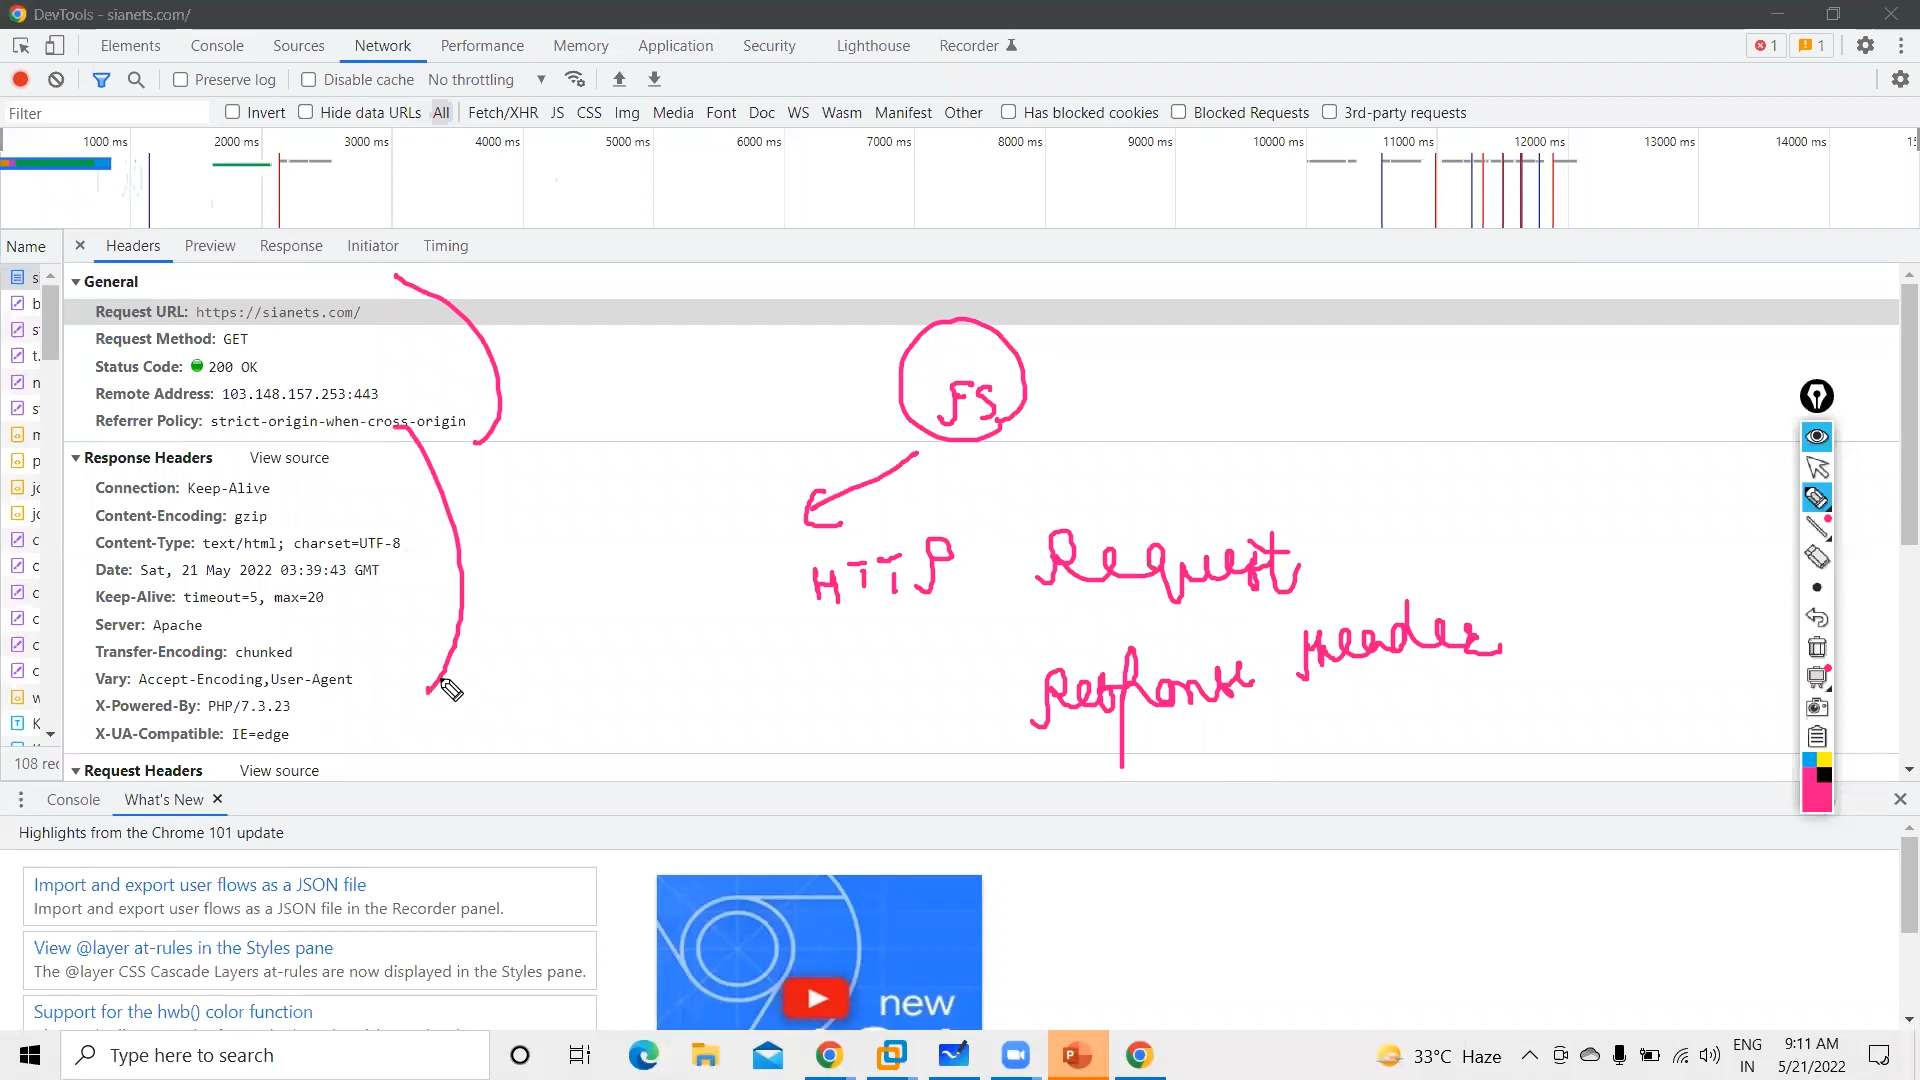 DevTools - sianets.com/
Elements Console Sources Network Performance Memory Application Security Lighthouse Recorder 1 1
Preserve log Disable cache No throttling
Filter Invert Hide data URLs All Fetch/XHR JS CSS Img Media Font Doc WS Wasm Manifest Other Has blocked cookies Blocked Requests 3rd-party requests
1000 ms 2000 ms 3000 ms 4000 ms 5000 ms 6000 ms 7000 ms 8000 ms 9000 ms 10000 ms 11000 ms 12000 ms 13000 ms 14000 ms
Name Headers Preview Response Initiator Timing
General
Request URL: https://sianets.com/
Request Method: GET
Status Code: 200 OK
Remote Address: 103.148.157.253:443
Referrer Policy: strict-origin-when-cross-origin
FS
Response Headers View source
Connection: Keep-Alive
Content-Encoding: gzip
Content-Type: text/html; charset=UTF-8
Date: Sat, 21 May 2022 03:39:43 GMT
Keep-Alive: timeout=5, max=20
Server: Apache
Transfer-Encoding: chunked
Vary: Accept-Encoding,User-Agent
X-Powered-By: PHP/7.3.23
X-UA-Compatible: IE=edge
HTTP Request
Header
Response
108 rec
Request Headers View source
Console What's New
Highlights from the Chrome 101 update
Import and export user flows as a JSON file
Import and export user flows as a JSON file in the Recorder panel.
View @layer at-rules in the Styles pane
The @layer CSS Cascade Layers at-rules are now displayed in the Styles pane.
Support for the hwb() color function
new
Type here to search
33°C Haze
ENG
IN
9:11 AM
5/21/2022